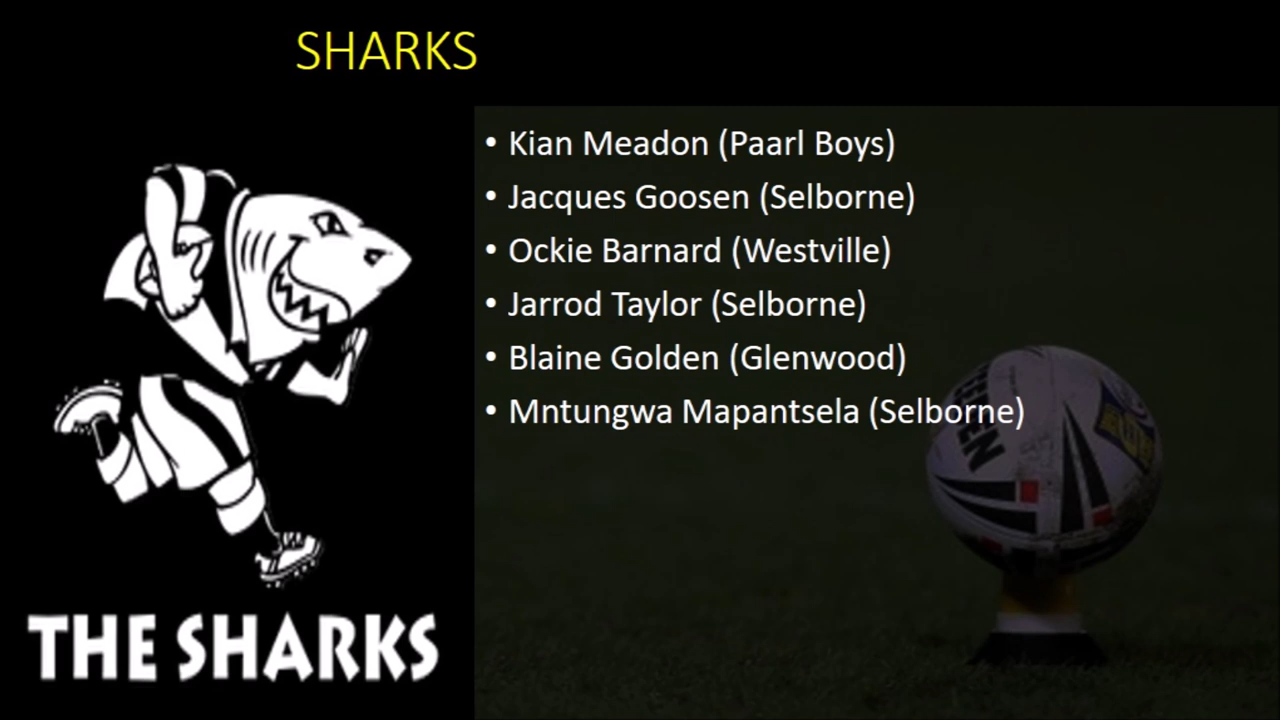 SHARKS
• Kian Meadon (Paarl Boys)
• Jacques Goosen (Selborne)
• Ockie Barnard (Westville)
• Jarrod Taylor (Selborne)
• Blaine Golden (Glenwood)
• Mntungwa Mapantsela (Selborne)
THE SHARKS